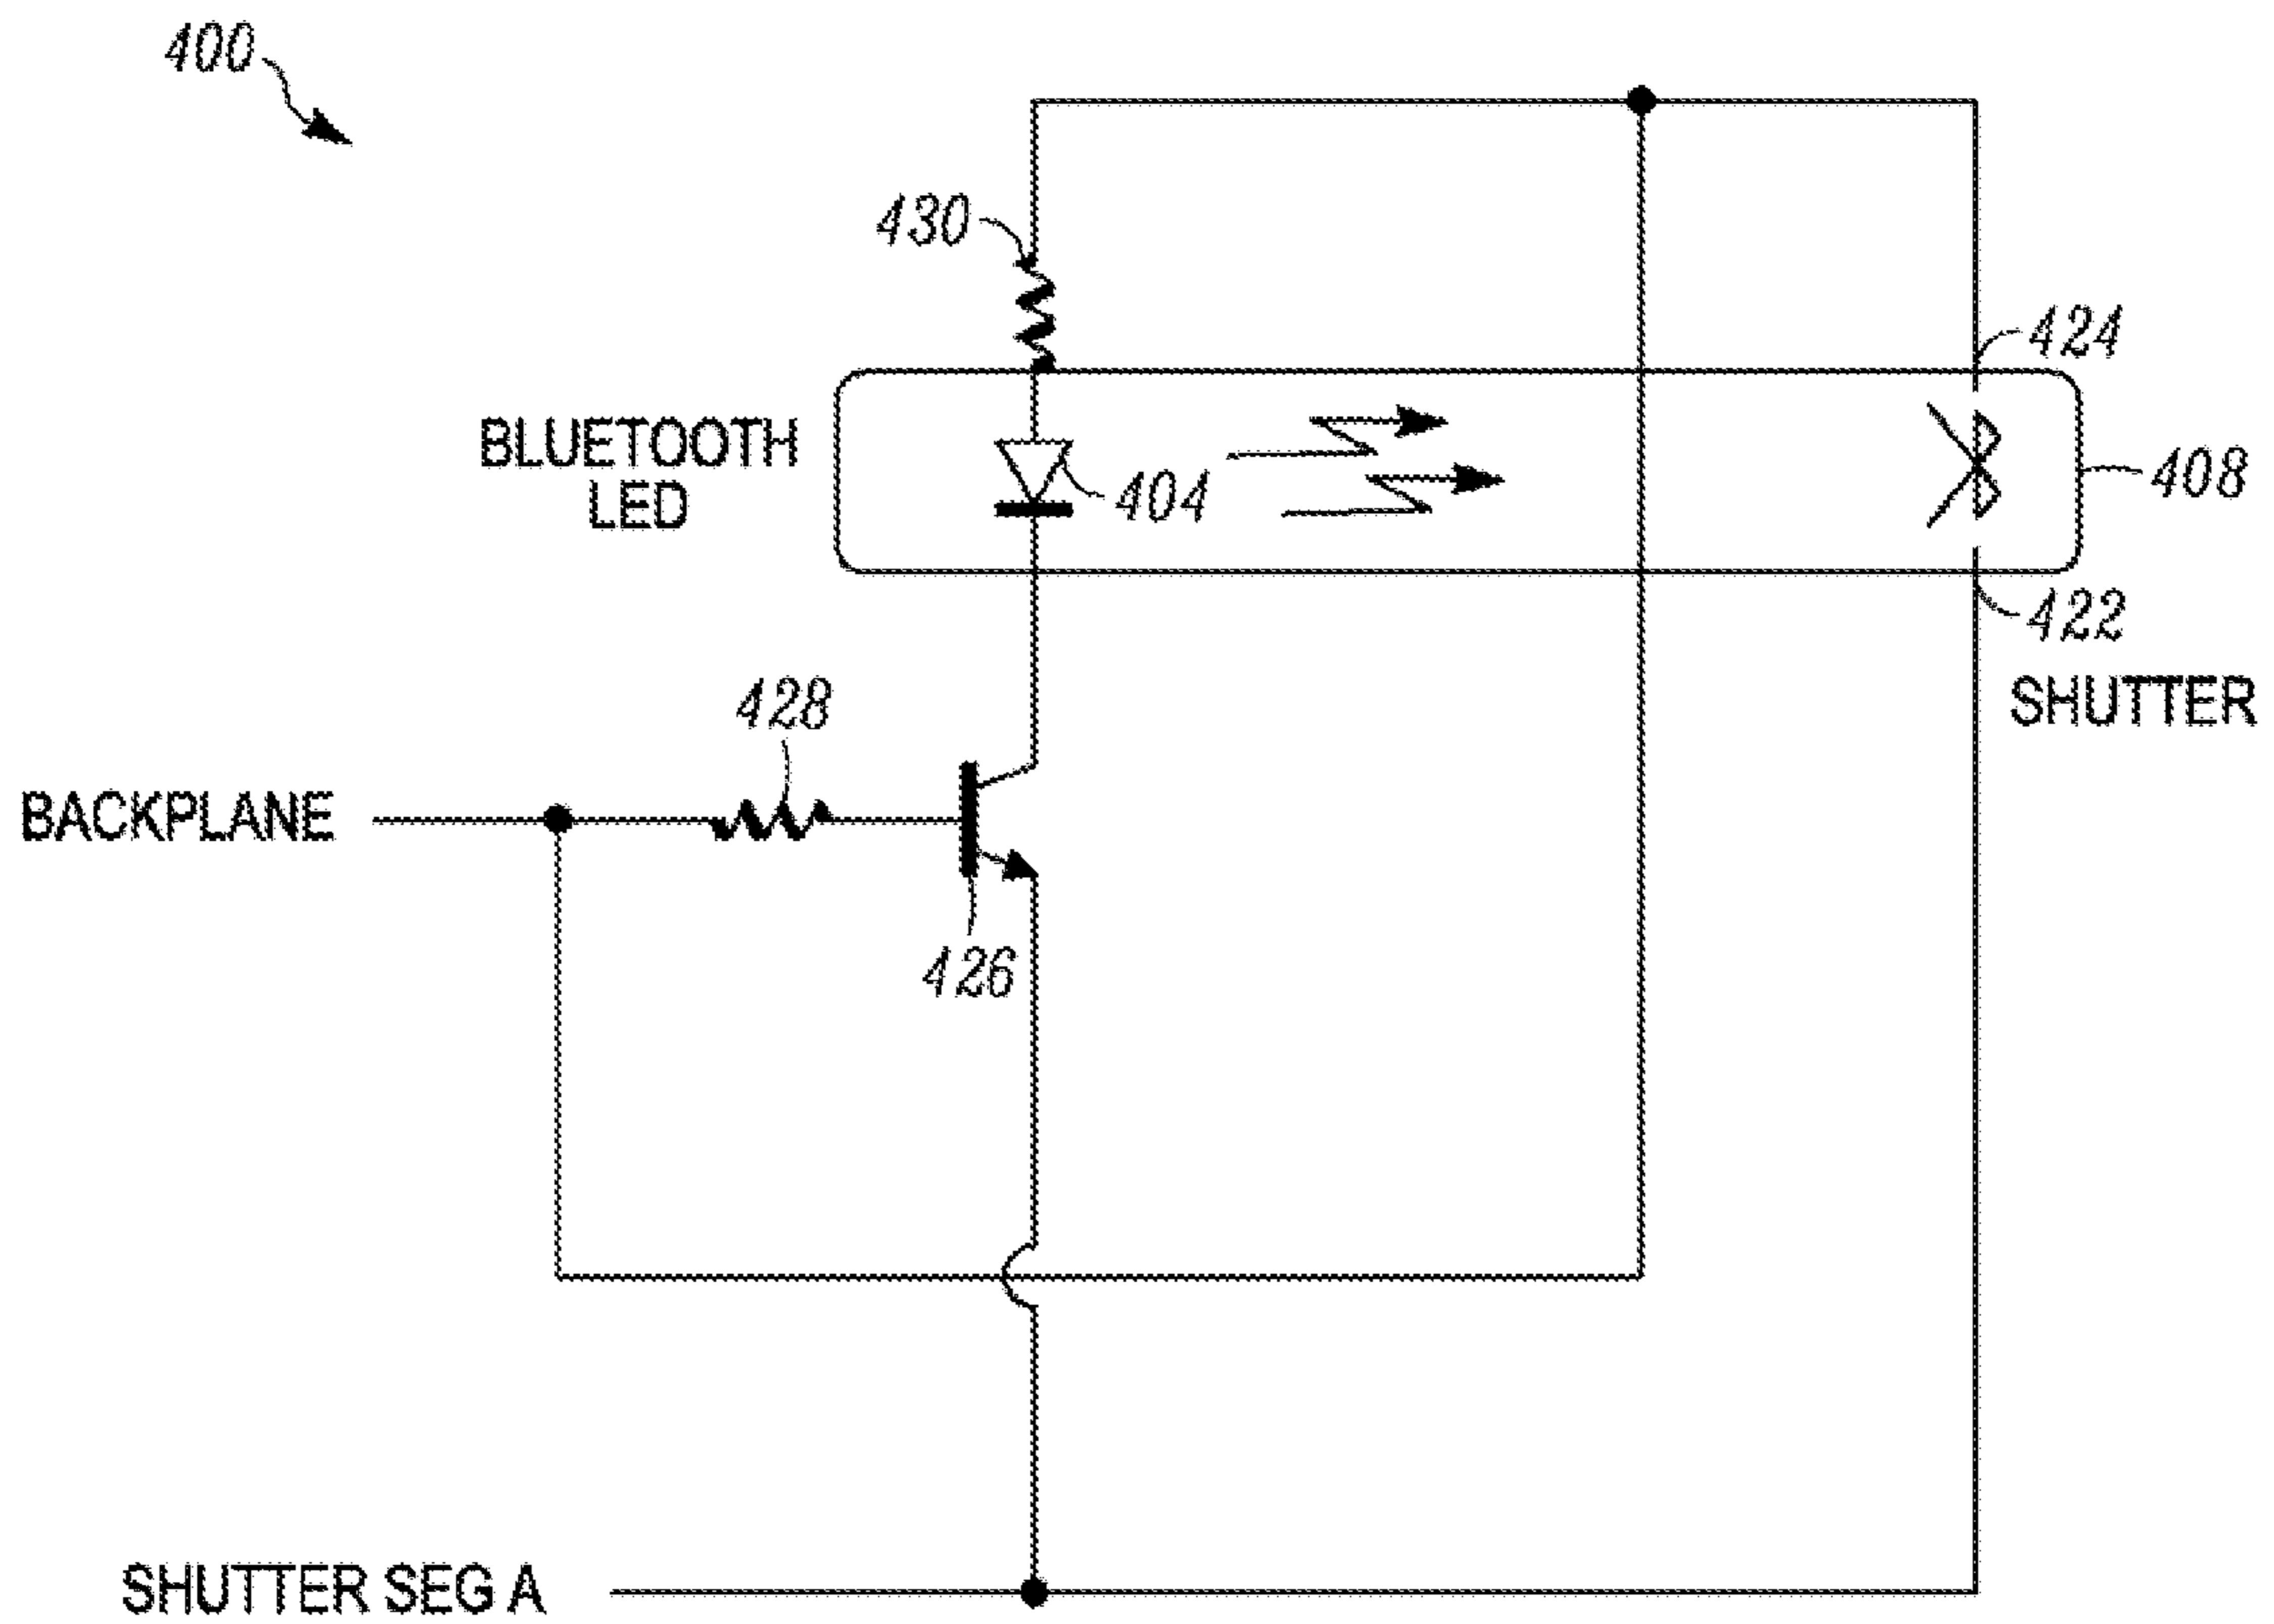 400
430
424
BLUETOOTH
LED
404
408
422
SHUTTER
428
BACKPLANE
426
SHUTTER SEG A